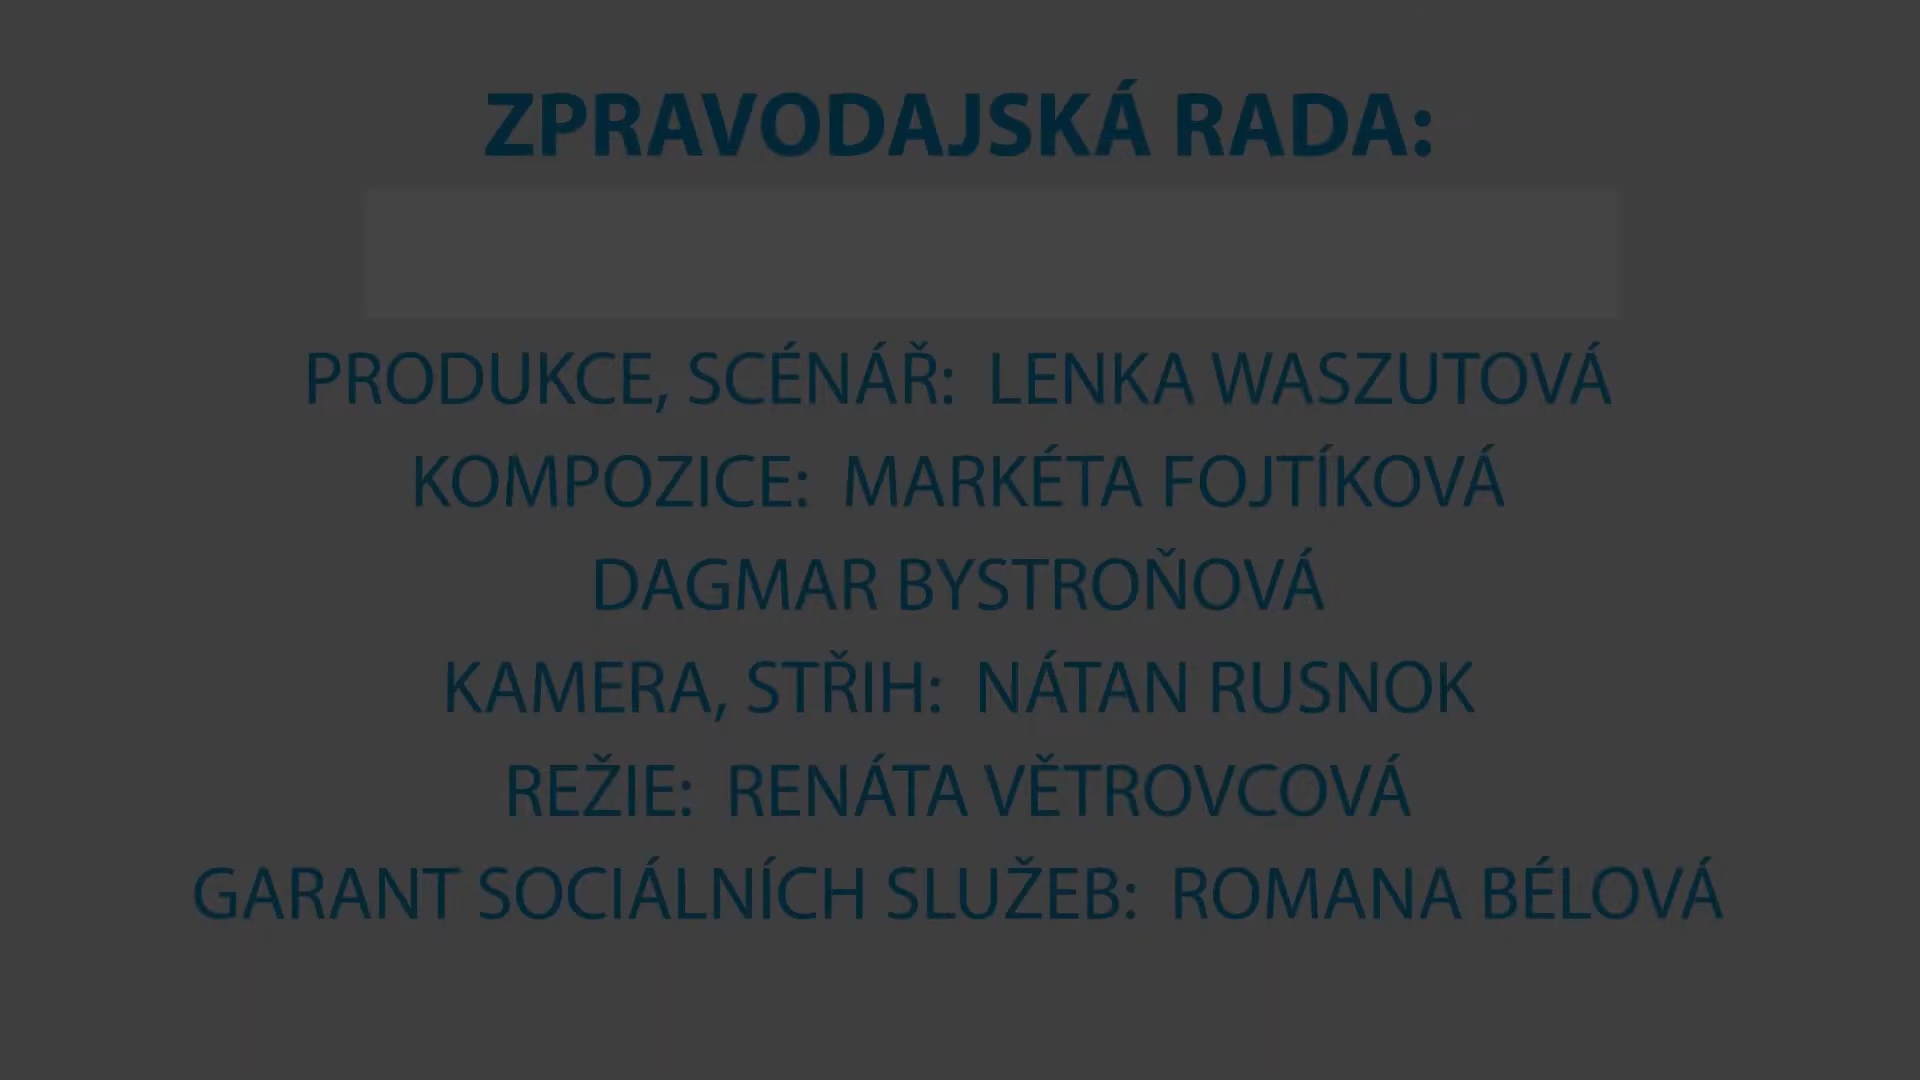 ZPRAVODAJSKÁ RADA:
PRODUKCE, SCÉNÁŘ: LENKA WASZUTOVÁ
KOMPOZICE: MARKÉTA FOJTÍKOVÁ
DAGMAR BYSTROŇOVÁ
KAMERA, STŘIH: NÁTAN RUSNOK
REŽIE: RENÁTA VĚTROVCOVÁ
GARANT SOCIÁLNÍCH SLUŽEB: ROMANA BÉLOVÁ